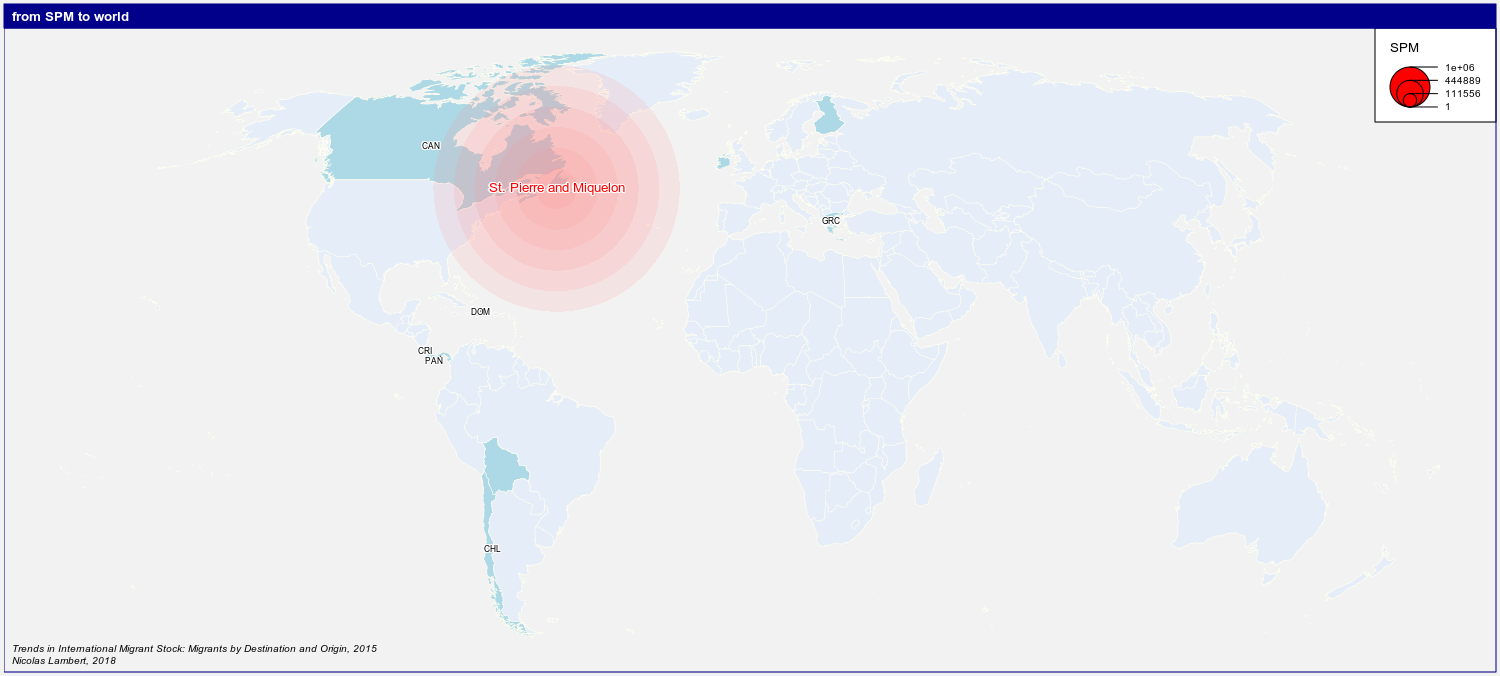 from SPM to world
SPM
1e+06
444889
111556
1
CAN
St. Pierre and Miquelon
GRC
DOM
CRI
PAN
CHL
Trends in International Migrant Stock: Migrants by Destination and Origin, 2015
Nicolas Lambert, 2018